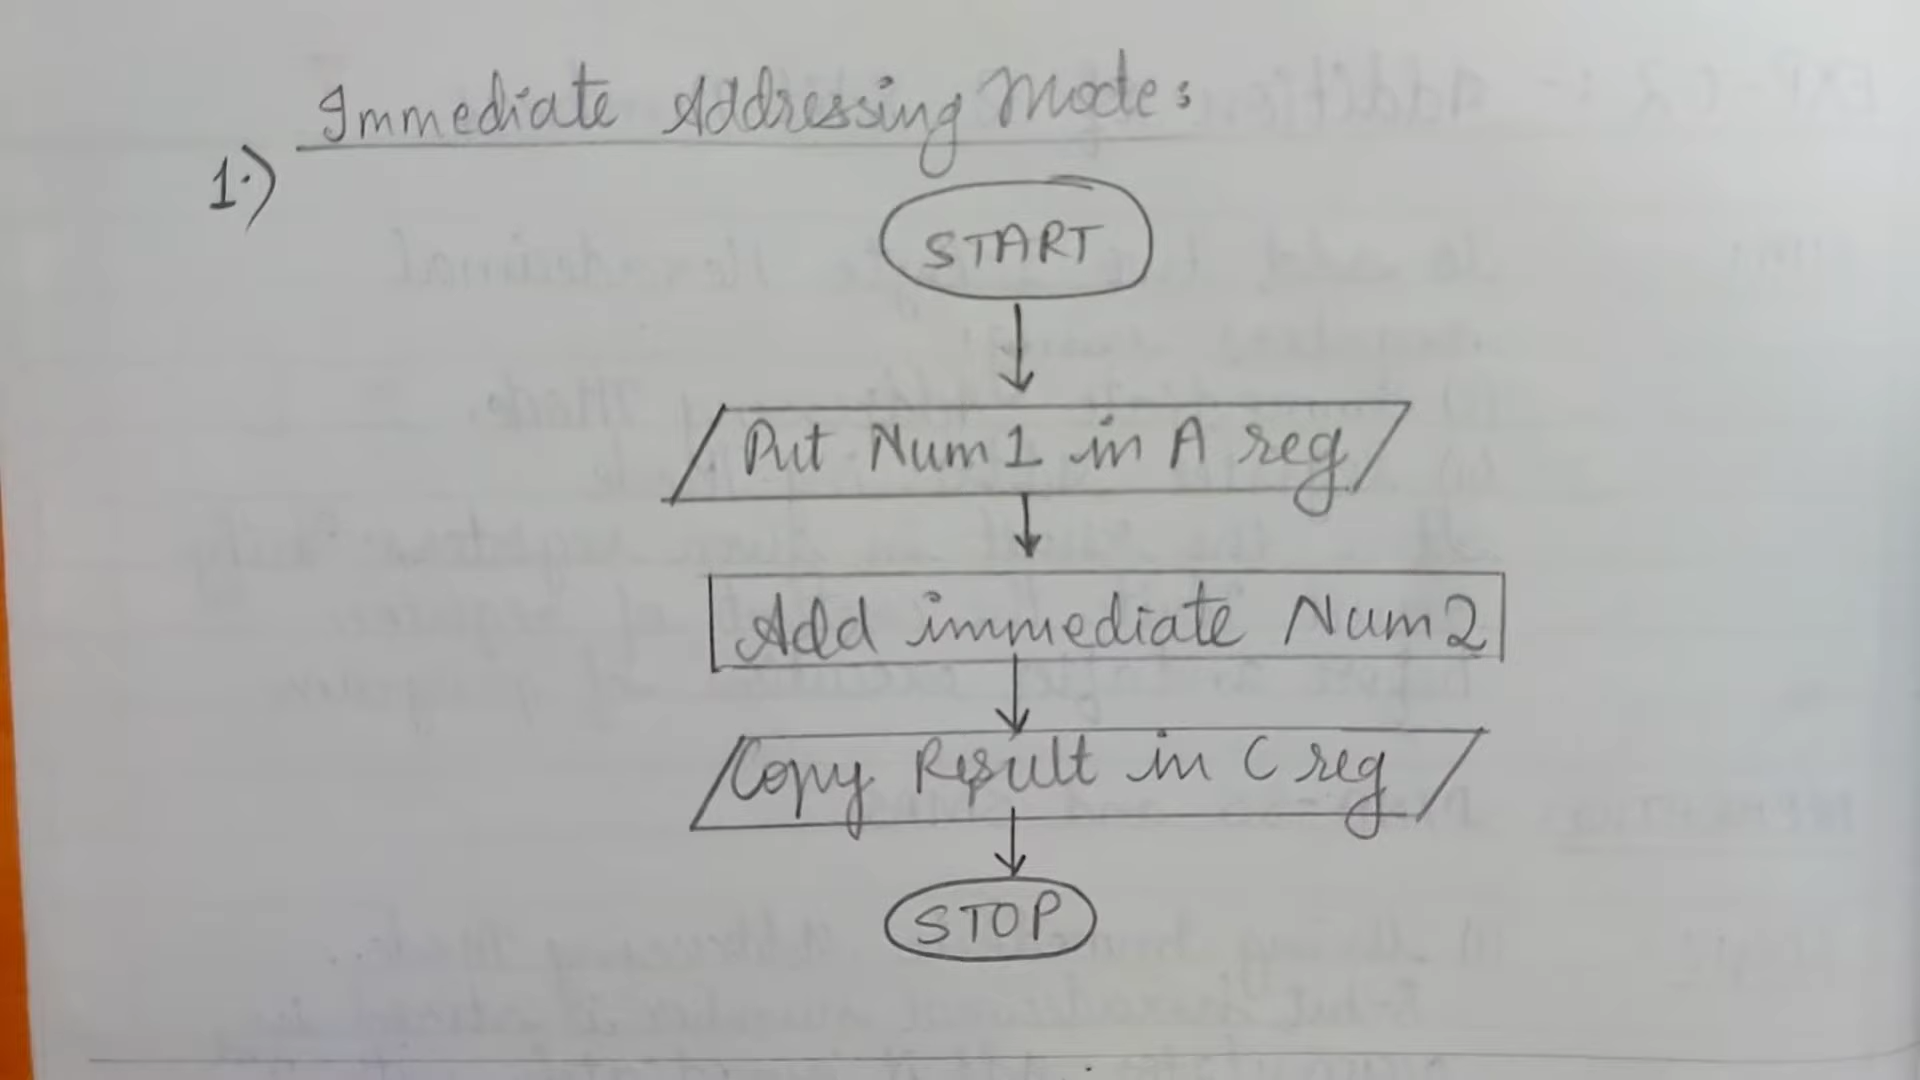 Immediate Addressing Mode:
1.)
START
Put Num1 in A reg
Add immediate Num2
Copy Result in C reg
STOP